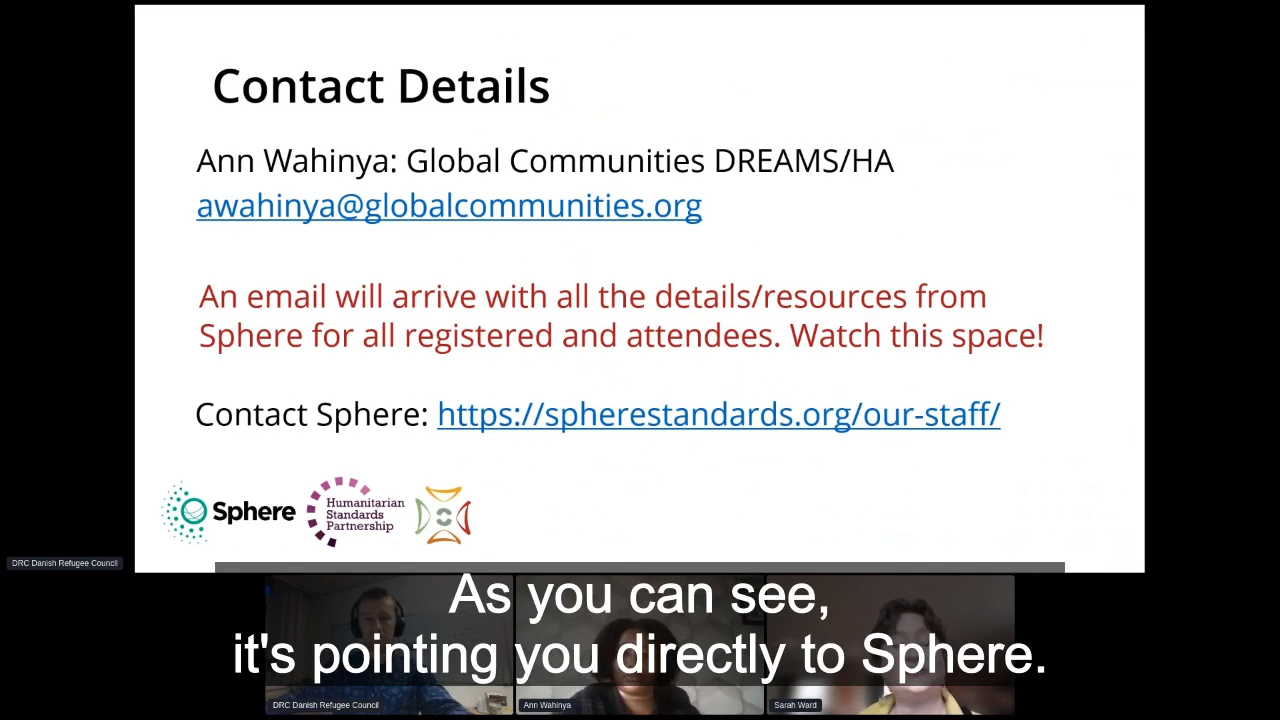 Contact Details
Ann Wahinya: Global Communities DREAMS/HA
awahinya@globalcommunities.org
An email will arrive with all the details/resources from
Sphere for all registered and attendees. Watch this space!
Contact Sphere: https://spherestandards.org/our-staff/
Sphere
Humanitarian
Standards
Partnership
DRC Danish Refugee Council
As you can see,
it's pointing you directly to Sphere.
DRC Danish Refugee Council
Ann Wahinya
Sarah Ward